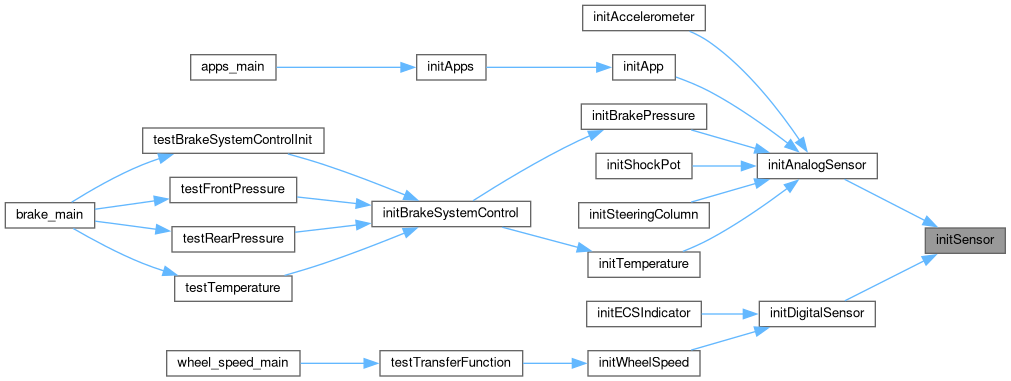 initAccelerometer
apps_main
initApps
initApp
initBrakePressure
testBrakeSystemControlInit
initShockPot
initAnalogSensor
testFrontPressure
brake_main
initBrakeSystemControl
initSteeringColumn
testRearPressure
initSensor
initTemperature
testTemperature
initECSIndicator
initDigitalSensor
wheel_speed_main
testTransferFunction
initWheelSpeed